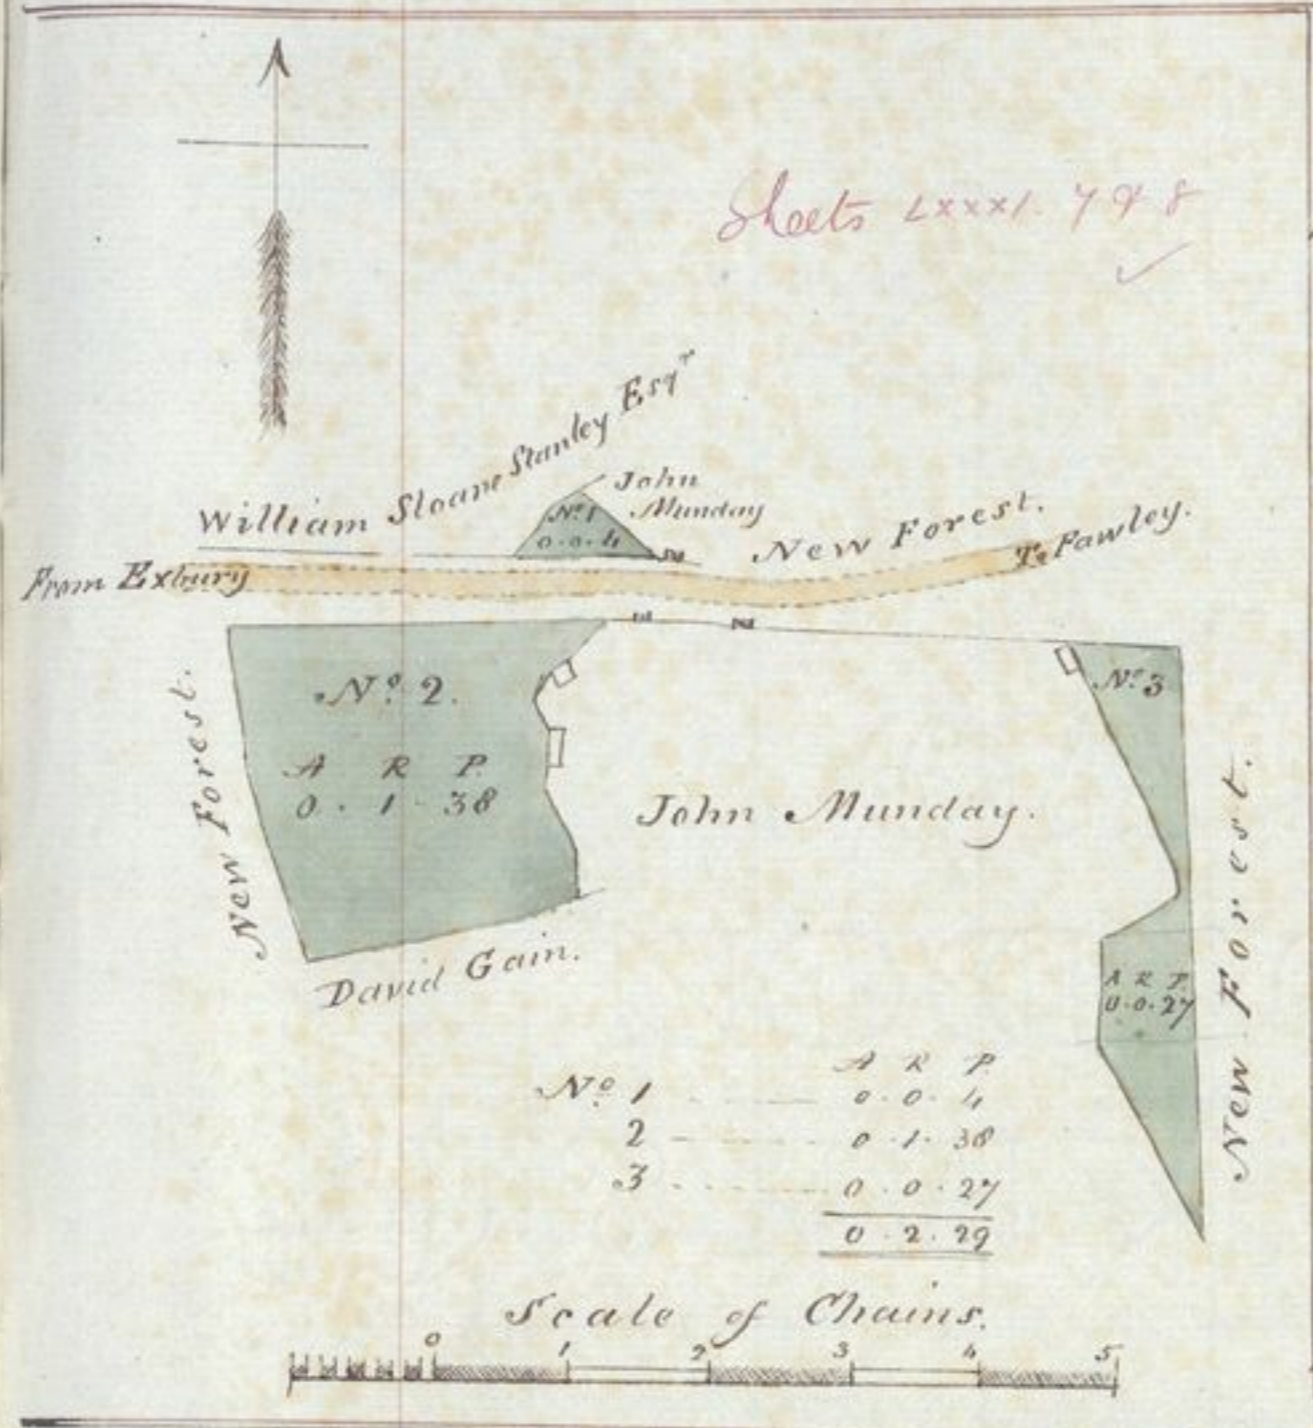 Sheets LXXXI. 7 & 8
William Sloane Stanley Esqr
John
Munday
No. 1
0. 0. 4
New Forest.
From Exbury
To Fawley.
No. 2.
A R P.
0. 1. 38
New Forest.
John Munday.
No. 3
A R P.
0. 0. 27
New Forest.
David Gain.
A R P
No. 1 0. 0. 4
2 0. 1. 38
3 0. 0. 27
0. 2. 29
Scale of Chains.
0 1 2 3 4 5